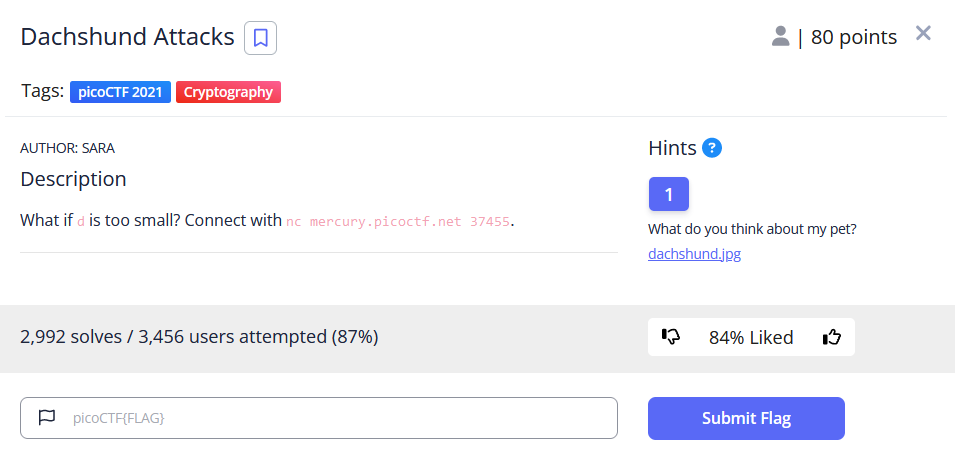 Dachshund Attacks
| 80 points
Tags: picoCTF 2021 Cryptography
AUTHOR: SARA
Description
What if d is too small? Connect with nc mercury.picoctf.net 37455.
Hints ?
1
What do you think about my pet?
dachshund.jpg
2,992 solves / 3,456 users attempted (87%)
84% Liked
picoCTF{FLAG}
Submit Flag